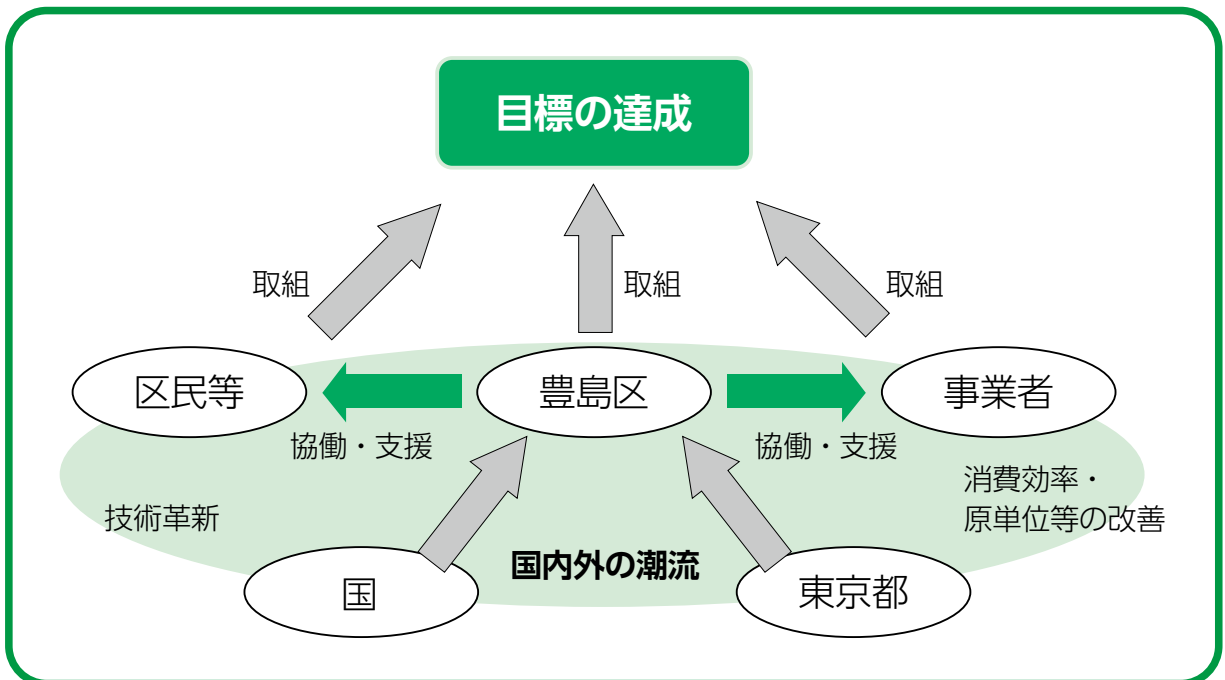 目標の達成
取組
取組
取組
区民等
豊島区
事業者
協働・支援
協働・支援
技術革新
消費効率・
原単位等の改善
国内外の潮流
国
東京都